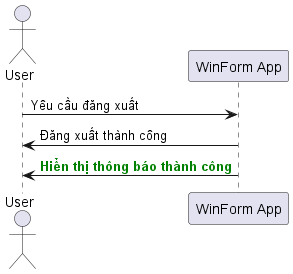 User
WinForm App
Yêu cầu đăng xuất
Đăng xuất thành công
Hiển thị thông báo thành công
User
WinForm App